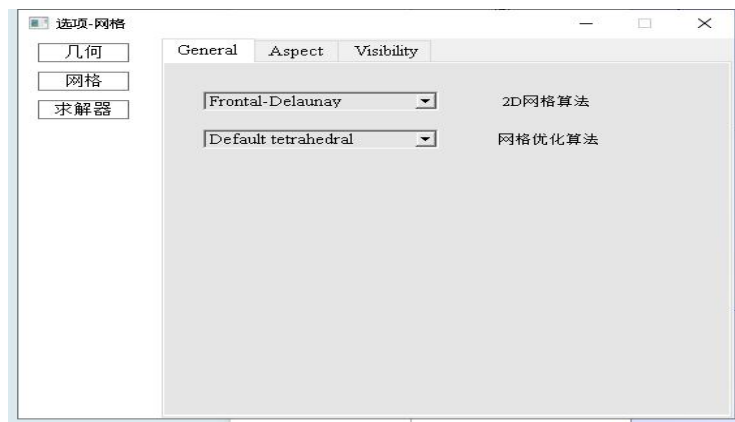 选项-网格
几何
网格
求解器
General Aspect Visibility
Frontal-Delaunay 2D网格算法
Default tetrahedral 网格优化算法